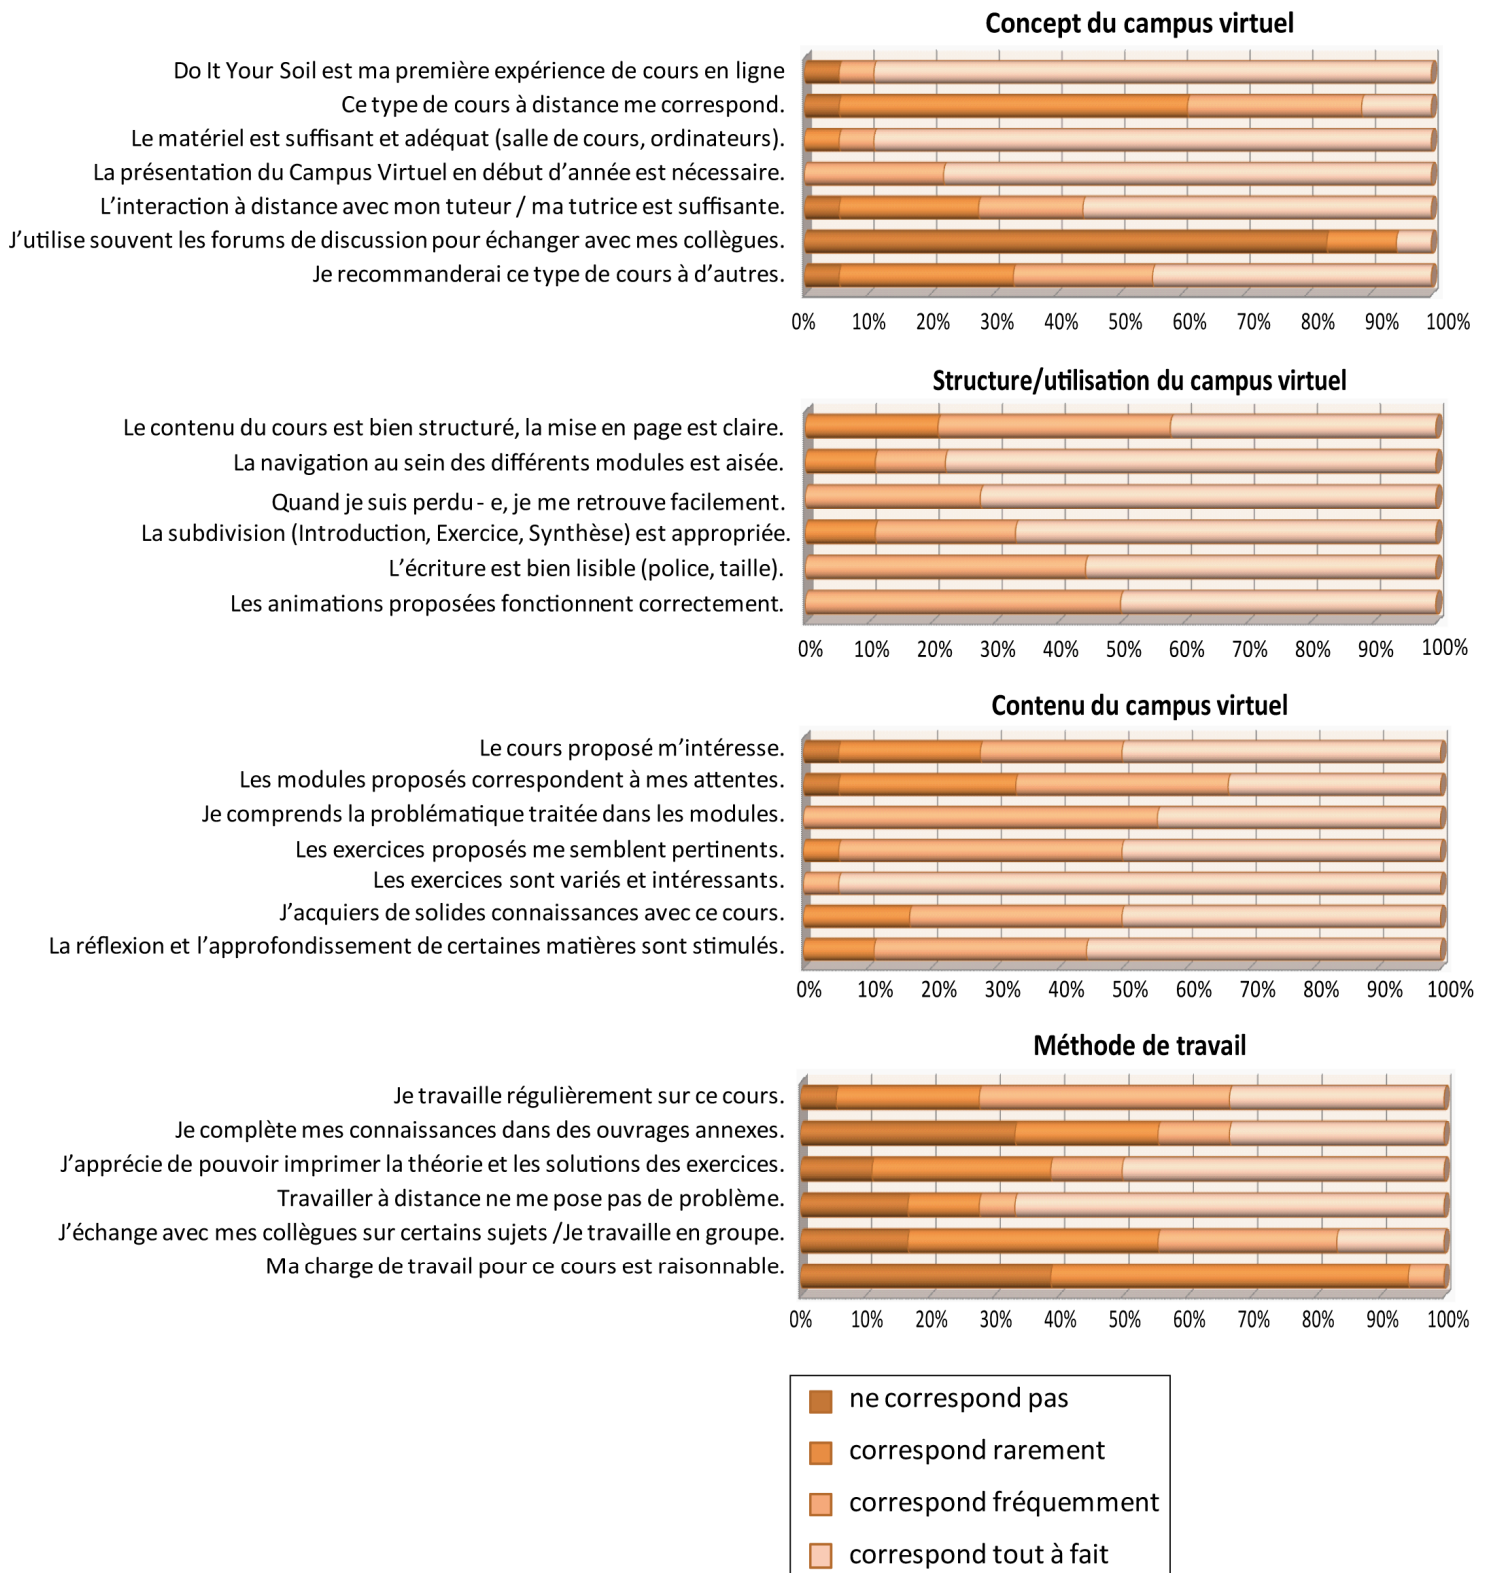 Concept du campus virtuel
Do It Your Soil est ma première expérience de cours en ligne
Ce type de cours à distance me correspond.
Le matériel est suffisant et adéquat (salle de cours, ordinateurs).
La présentation du Campus Virtuel en début d’année est nécessaire.
L’interaction à distance avec mon tuteur / ma tutrice est suffisante.
J’utilise souvent les forums de discussion pour échanger avec mes collègues.
Je recommanderai ce type de cours à d’autres.
0% 10% 20% 30% 40% 50% 60% 70% 80% 90% 100%
Structure/utilisation du campus virtuel
Le contenu du cours est bien structuré, la mise en page est claire.
La navigation au sein des différents modules est aisée.
Quand je suis perdu - e, je me retrouve facilement.
La subdivision (Introduction, Exercice, Synthèse) est appropriée.
L’écriture est bien lisible (police, taille).
Les animations proposées fonctionnent correctement.
0% 10% 20% 30% 40% 50% 60% 70% 80% 90% 100%
Contenu du campus virtuel
Le cours proposé m’intéresse.
Les modules proposés correspondent à mes attentes.
Je comprends la problématique traitée dans les modules.
Les exercices proposés me semblent pertinents.
Les exercices sont variés et intéressants.
J’acquiers de solides connaissances avec ce cours.
La réflexion et l’approfondissement de certaines matières sont stimulés.
0% 10% 20% 30% 40% 50% 60% 70% 80% 90% 100%
Méthode de travail
Je travaille régulièrement sur ce cours.
Je complète mes connaissances dans des ouvrages annexes.
J’apprécie de pouvoir imprimer la théorie et les solutions des exercices.
Travailler à distance ne me pose pas de problème.
J’échange avec mes collègues sur certains sujets /Je travaille en groupe.
Ma charge de travail pour ce cours est raisonnable.
0% 10% 20% 30% 40% 50% 60% 70% 80% 90% 100%
ne correspond pas
correspond rarement
correspond fréquemment
correspond tout à fait